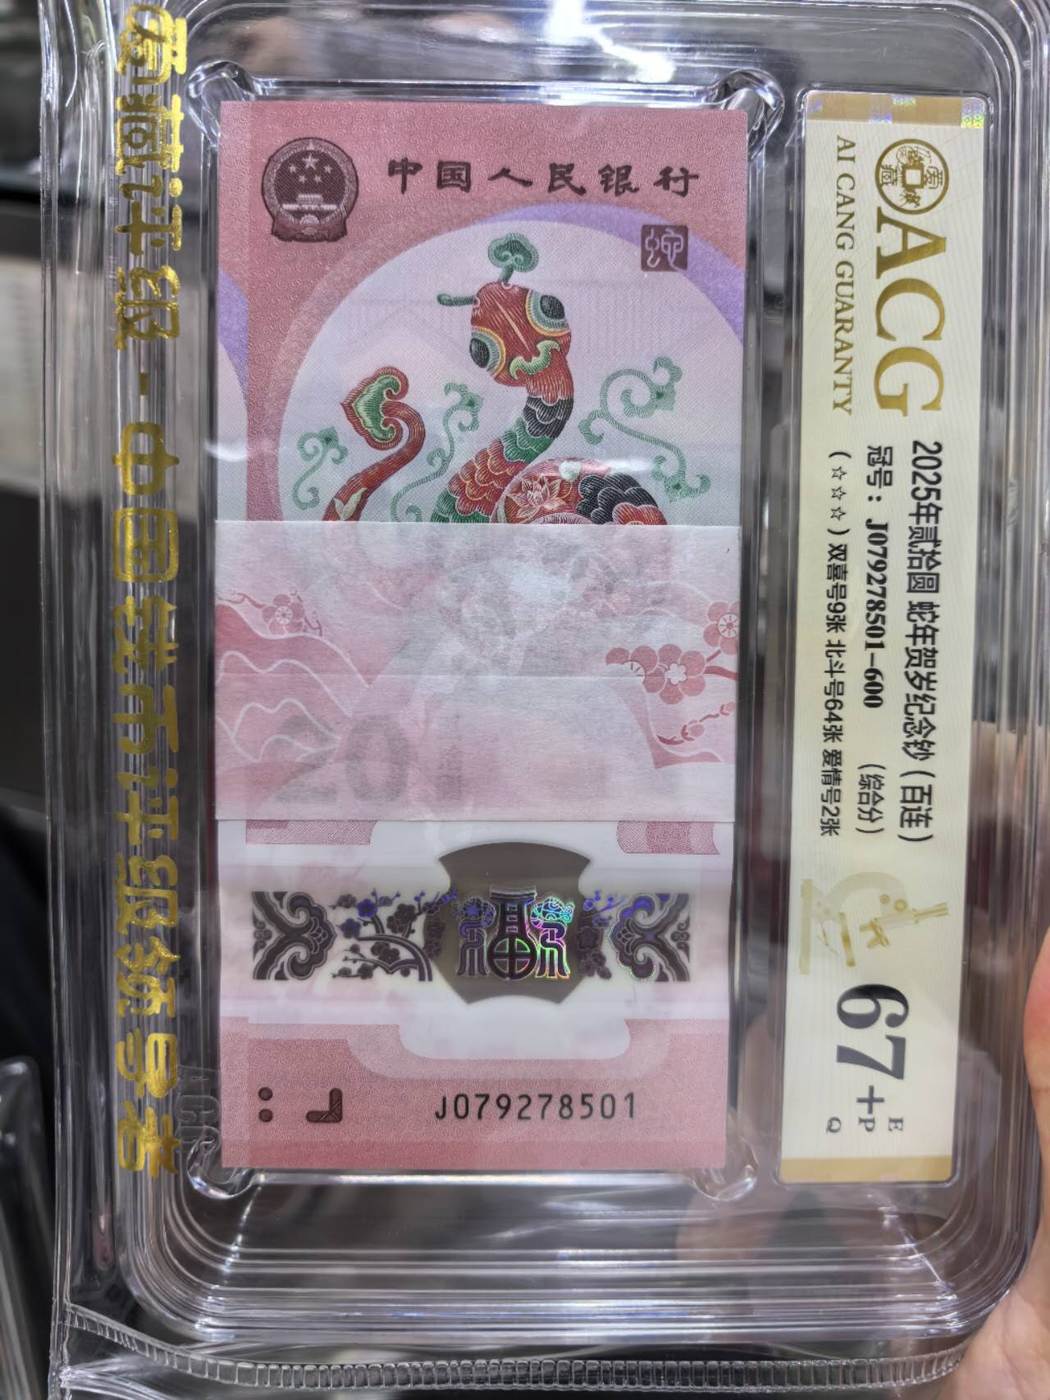 中国人民银行
蛇
20
福
J079278501
爱藏
ACG
AI CANG GUARANTY
2025年贰拾圆 蛇年贺岁纪念钞（百连）
冠号：J079278501-600 （综合分）
（☆☆☆）双喜号9张 北斗号64张 爱情号2张
67+
E
P
Q
爱藏评级-中国钱币评级领导者